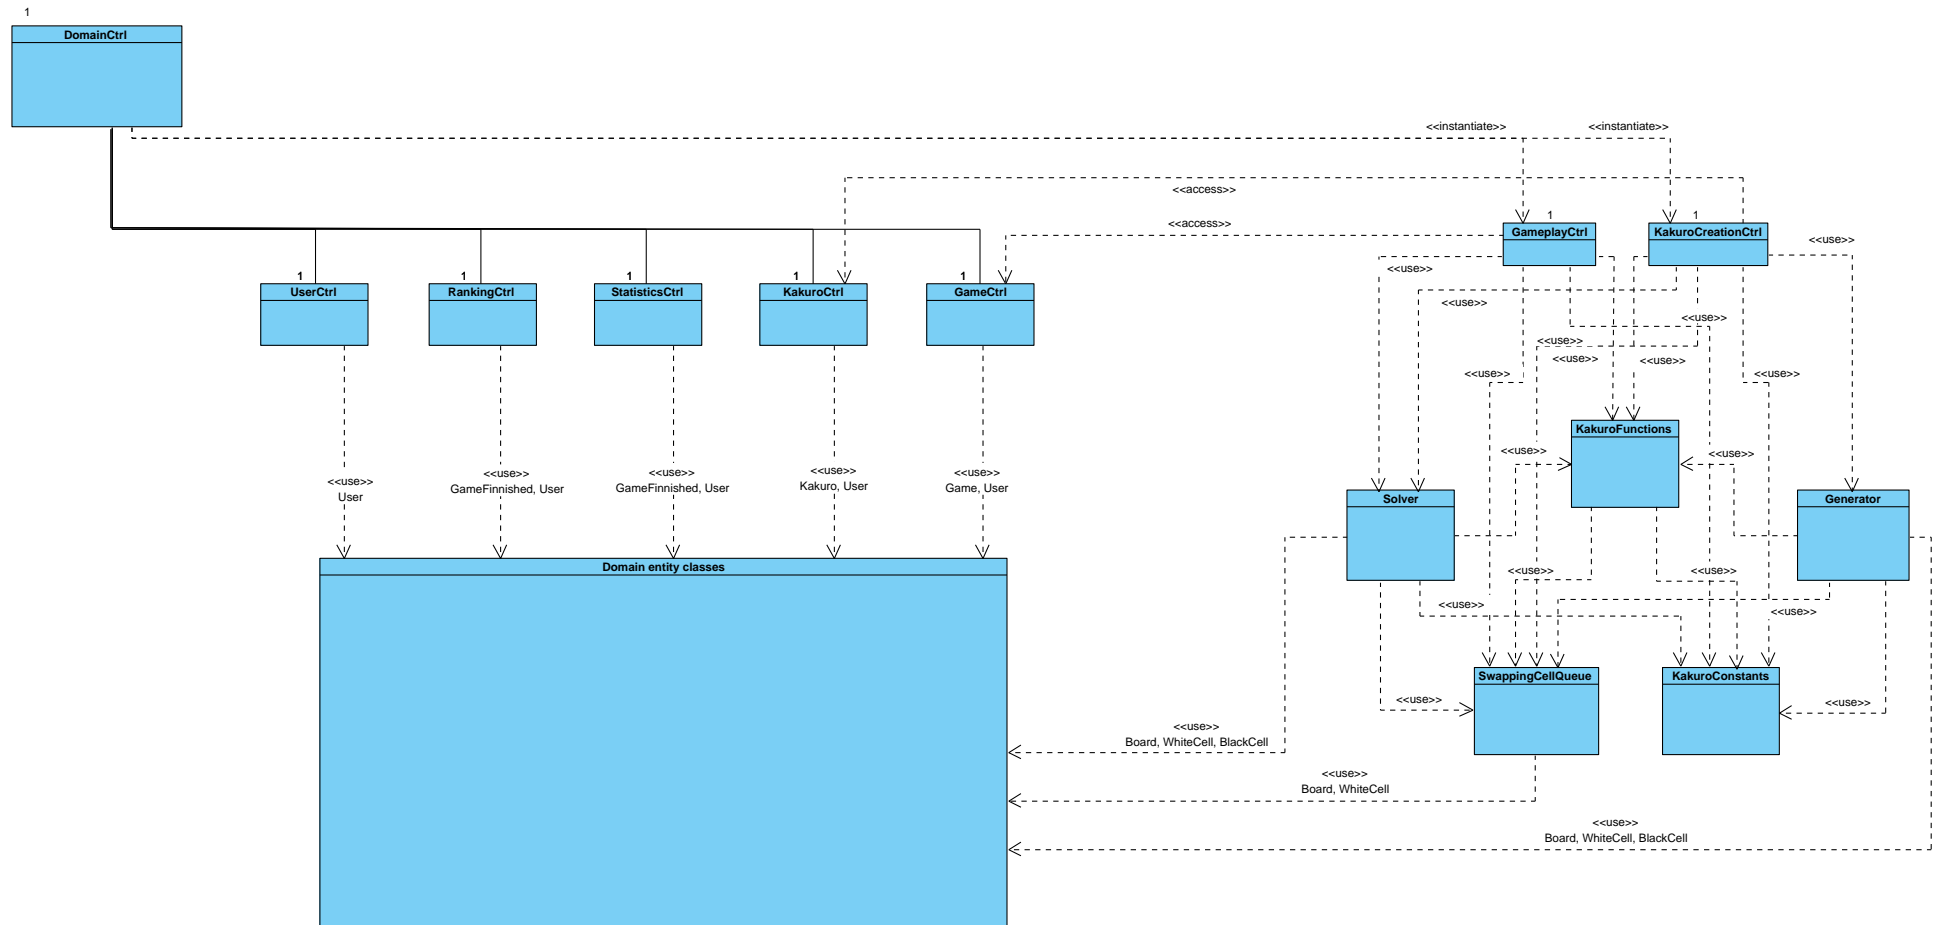 1
DomainCtrl
<<instantiate>>
<<instantiate>>
<<access>>
<<access>>
1
GameplayCtrl
1
KakuroCreationCtrl
<<use>>
<<use>>
1
UserCtrl
1
RankingCtrl
1
StatisticsCtrl
1
KakuroCtrl
1
GameCtrl
<<use>>
<<use>>
<<use>>
<<use>>
<<use>>
<<use>>
<<use>>
KakuroFunctions
<<use>>
User
<<use>>
GameFinnished, User
<<use>>
GameFinnished, User
<<use>>
Kakuro, User
<<use>>
Game, User
<<use>>
<<use>>
Solver
Generator
Domain entity classes
<<use>>
<<use>>
<<use>>
<<use>>
SwappingCellQueue
KakuroConstants
<<use>>
<<use>>
<<use>>
Board, WhiteCell, BlackCell
<<use>>
Board, WhiteCell
<<use>>
Board, WhiteCell, BlackCell